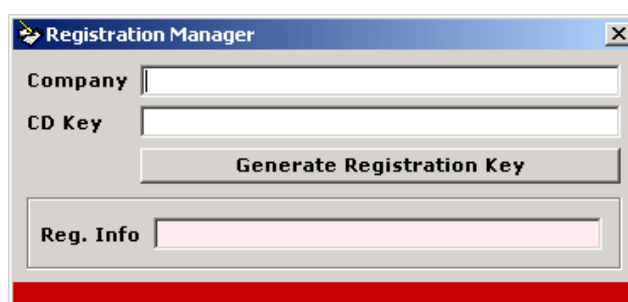 Registration Manager
Company
CD Key
Generate Registration Key
Reg. Info